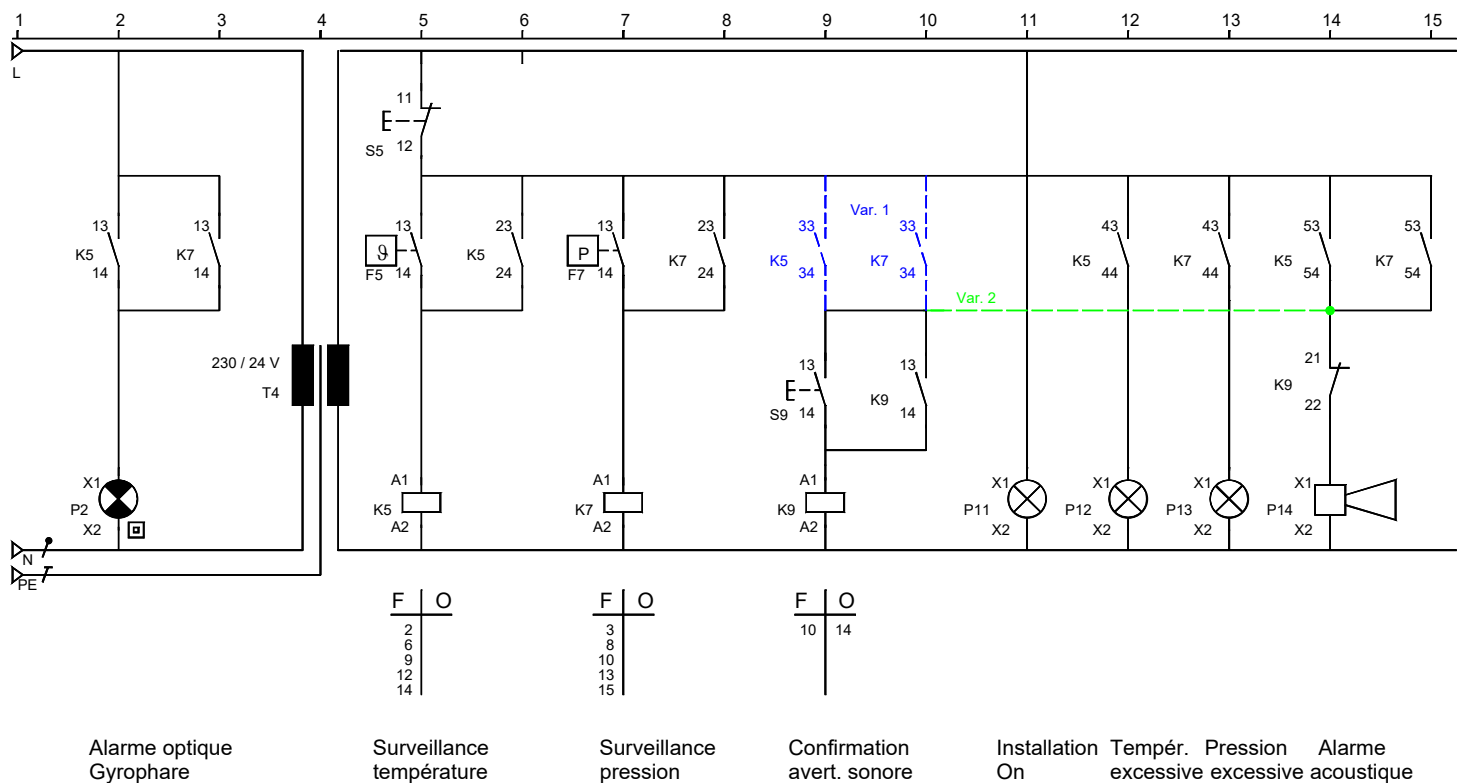 1 2 3 4 5 6 7 8 9 10 11 12 13 14 15
L
11
S5 12
Var. 1
13 13 13 23 13 23 33 33 43 43 53 53
K5 K7 ϑ K5 P K7 K5 K7 K5 K7 K5 K7
14 14 F5 14 24 F7 14 24 34 34 44 44 54 54
Var. 2
230 / 24 V
T4
13 13 21
S9 14 K9 14 K9 22
X1 A1 A1 A1 X1 X1 X1 X1
P2 K5 K7 K9 P11 P12 P13 P14
X2 A2 A2 A2 X2 X2 X2 X2
N
PE
F O F O F O
2 3 10 14
6 8
9 10
12 13
14 15
Alarme optique Surveillance Surveillance Confirmation Installation Tempér. Pression Alarme
Gyrophare température pression avert. sonore On excessive excessive acoustique